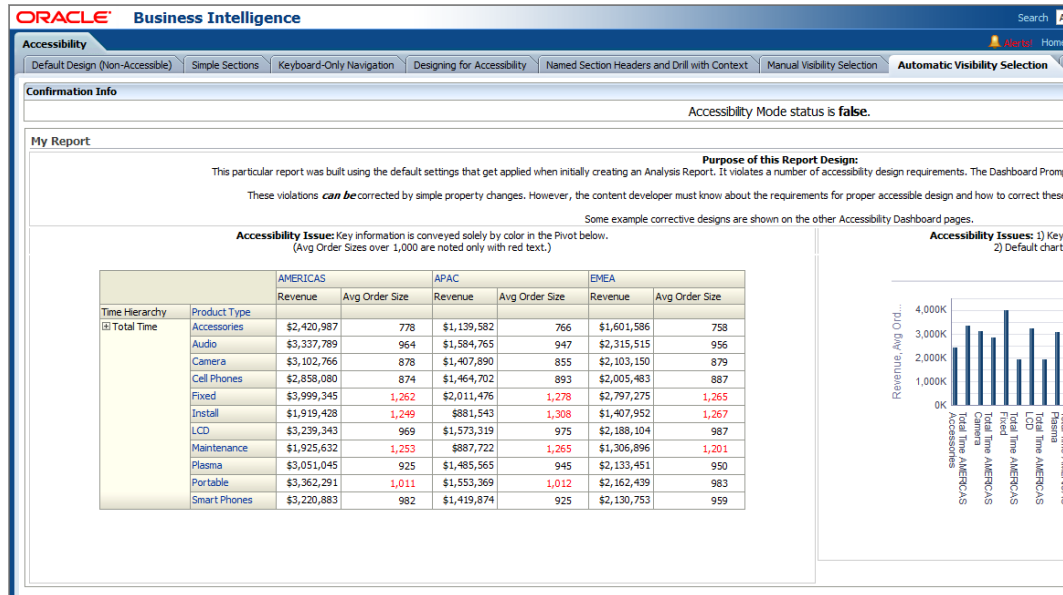 ORACLE Business Intelligence
Search
Accessibility
Alerts! Home
Default Design (Non-Accessible) Simple Sections Keyboard-Only Navigation Designing for Accessibility Named Section Headers and Drill with Context Manual Visibility Selection Automatic Visibility Selection
Confirmation Info
Accessibility Mode status is false.
My Report
Purpose of this Report Design:
This particular report was built using the default settings that get applied when initially creating an Analysis Report. It violates a number of accessibility design requirements. The Dashboard Promp
These violations can be corrected by simple property changes. However, the content developer must know about the requirements for proper accessible design and how to correct these
Some example corrective designs are shown on the other Accessibility Dashboard pages.
Accessibility Issue: Key information is conveyed solely by color in the Pivot below.
(Avg Order Sizes over 1,000 are noted only with red text.)
Accessibility Issues: 1) Key
2) Default chart
AMERICAS APAC EMEA
Revenue Avg Order Size Revenue Avg Order Size Revenue Avg Order Size
Time Hierarchy Product Type
Total Time Accessories $2,420,987 778 $1,139,582 766 $1,601,586 758
Audio $3,337,789 964 $1,584,765 947 $2,315,515 956
Camera $3,102,766 878 $1,407,890 855 $2,103,150 879
Cell Phones $2,858,080 874 $1,464,702 893 $2,005,483 887
Fixed $3,999,345 1,262 $2,011,476 1,278 $2,797,275 1,265
Install $1,919,428 1,249 $881,543 1,308 $1,407,952 1,267
LCD $3,239,343 969 $1,573,319 975 $2,188,104 987
Maintenance $1,925,632 1,253 $887,722 1,265 $1,306,896 1,201
Plasma $3,051,045 925 $1,485,565 945 $2,133,451 950
Portable $3,362,291 1,011 $1,553,369 1,012 $2,162,439 983
Smart Phones $3,220,883 982 $1,419,874 925 $2,130,753 959
Revenue, Avg Ord...
4,000K
3,000K
2,000K
1,000K
0K
Total Time AMERICAS
Accessories
Total Time AMERICAS
Camera
Total Time AMERICAS
Fixed
Total Time AMERICAS
LCD
Plasma